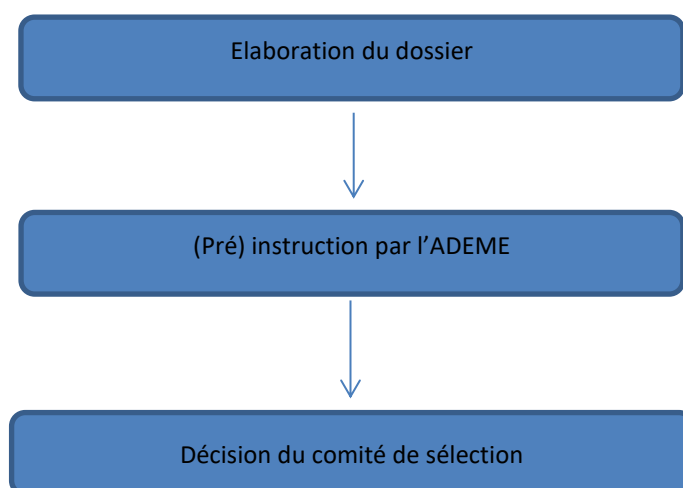 Elaboration du dossier
(Pré) instruction par l’ADEME
Décision du comité de sélection